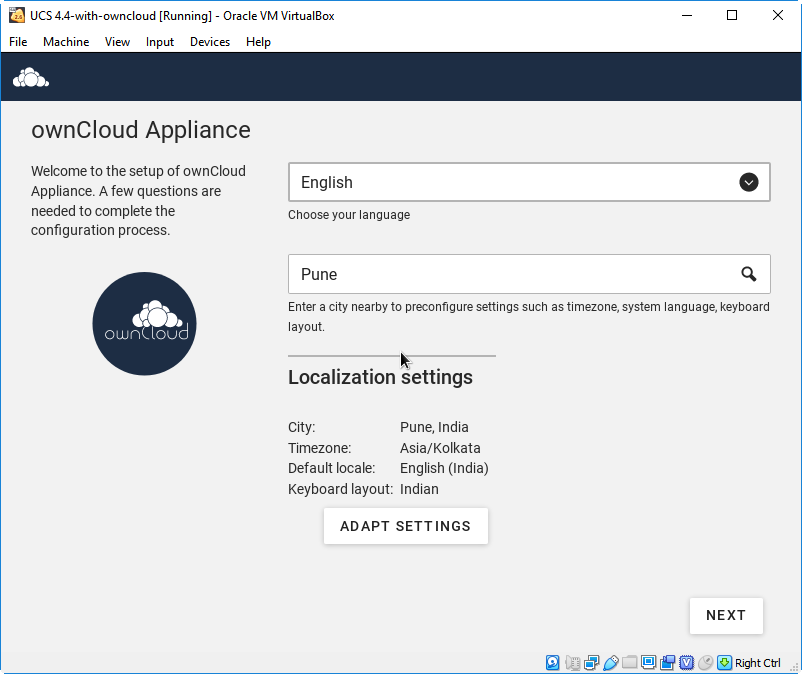 UCS 4.4-with-owncloud [Running] - Oracle VM VirtualBox
File Machine View Input Devices Help
ownCloud Appliance
Welcome to the setup of ownCloud
Appliance. A few questions are
needed to complete the
configuration process.
ownCloud
English
Choose your language
Pune
Enter a city nearby to preconfigure settings such as timezone, system language, keyboard
layout.
Localization settings
City: Pune, India
Timezone: Asia/Kolkata
Default locale: English (India)
Keyboard layout: Indian
ADAPT SETTINGS
NEXT
Right Ctrl